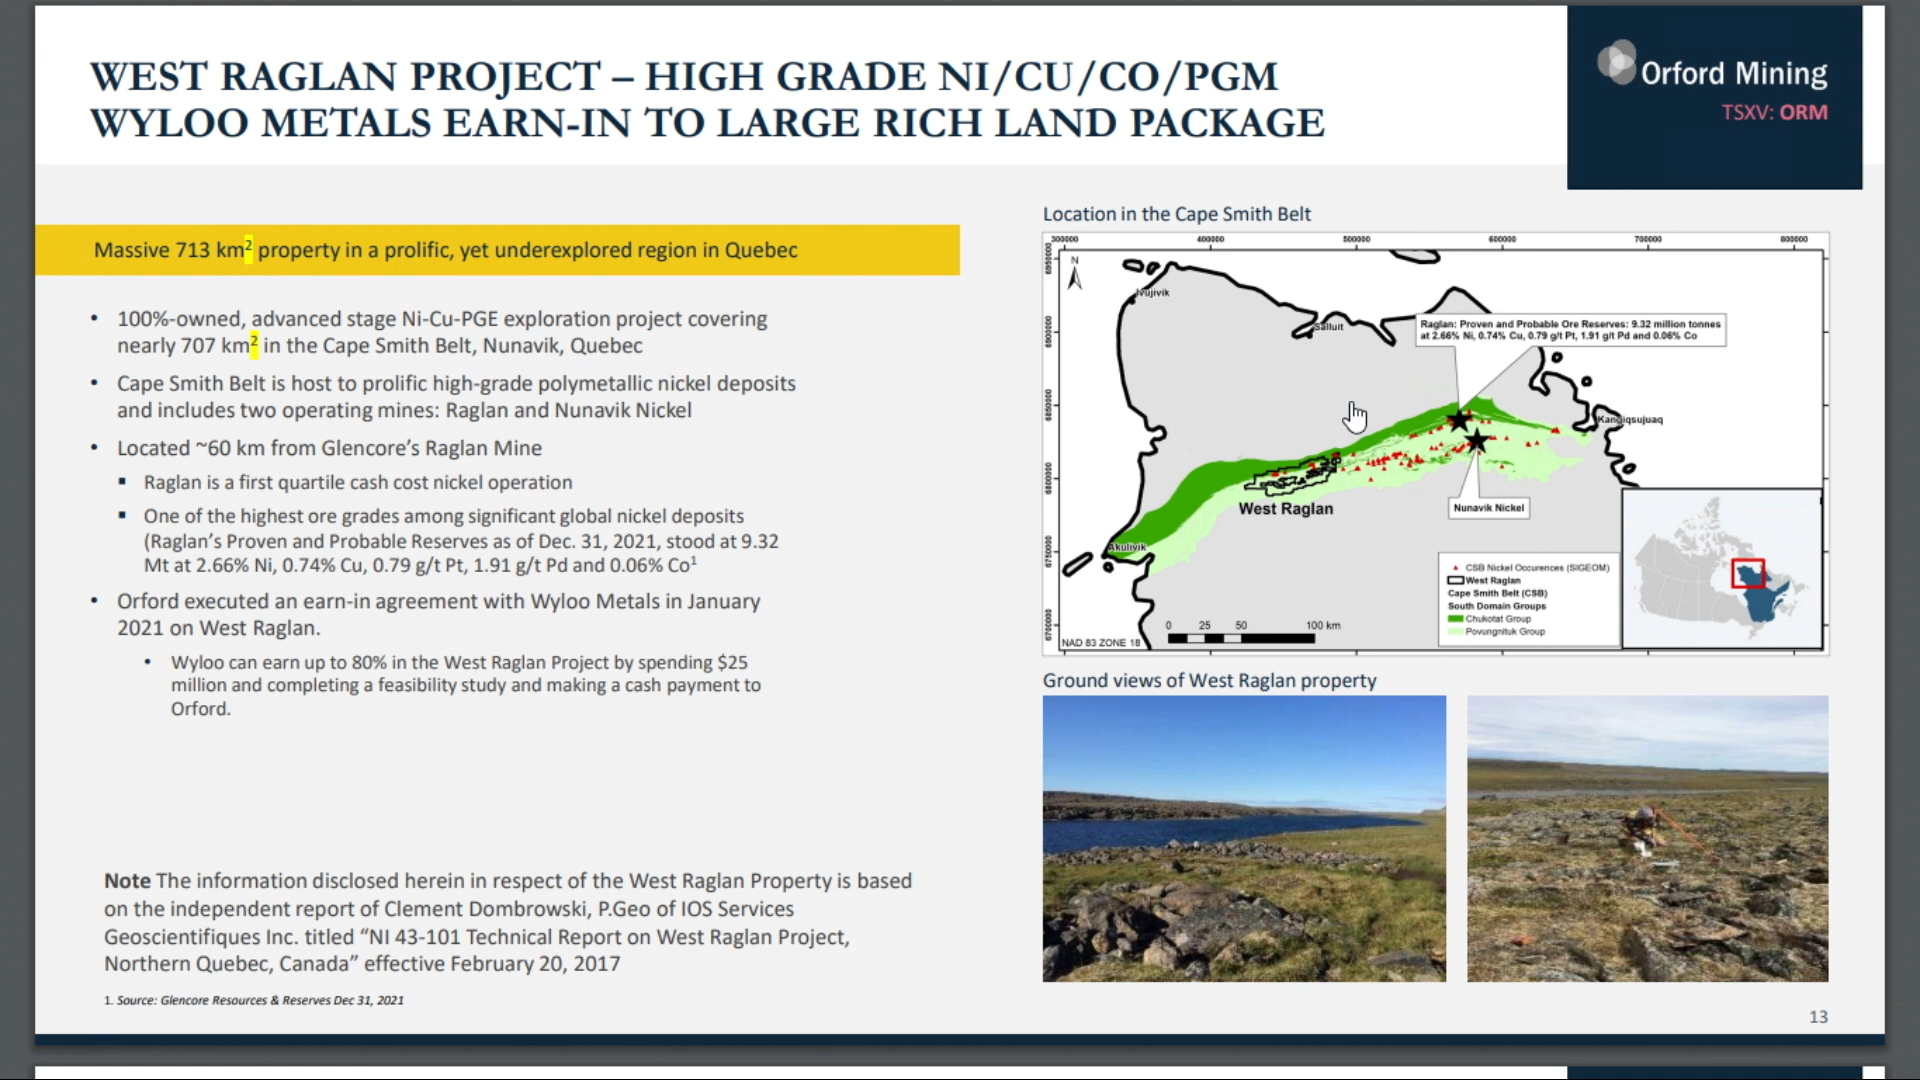 WEST RAGLAN PROJECT – HIGH GRADE NI/CU/CO/PGM
WYLOO METALS EARN-IN TO LARGE RICH LAND PACKAGE
Orford Mining
TSXV: ORM
Massive 713 km² property in a prolific, yet underexplored region in Quebec
• 100%-owned, advanced stage Ni-Cu-PGE exploration project covering
nearly 707 km² in the Cape Smith Belt, Nunavik, Quebec
• Cape Smith Belt is host to prolific high-grade polymetallic nickel deposits
and includes two operating mines: Raglan and Nunavik Nickel
• Located ~60 km from Glencore’s Raglan Mine
▪ Raglan is a first quartile cash cost nickel operation
▪ One of the highest ore grades among significant global nickel deposits
(Raglan’s Proven and Probable Reserves as of Dec. 31, 2021, stood at 9.32
Mt at 2.66% Ni, 0.74% Cu, 0.79 g/t Pt, 1.91 g/t Pd and 0.06% Co¹
• Orford executed an earn-in agreement with Wyloo Metals in January
2021 on West Raglan.
• Wyloo can earn up to 80% in the West Raglan Project by spending $25
million and completing a feasibility study and making a cash payment to
Orford.
Note The information disclosed herein in respect of the West Raglan Property is based
on the independent report of Clement Dombrowski, P.Geo of IOS Services
Geoscientifiques Inc. titled “NI 43-101 Technical Report on West Raglan Project,
Northern Quebec, Canada” effective February 20, 2017
1. Source: Glencore Resources & Reserves Dec 31, 2021
Location in the Cape Smith Belt
300000 400000 500000 600000 700000 800000
6950000
6900000
6850000
6800000
6750000
6700000
N
Ivujivik
Salluit
Raglan: Proven and Probable Ore Reserves: 9.32 million tonnes
at 2.66% Ni, 0.74% Cu, 0.79 g/t Pt, 1.91 g/t Pd and 0.06% Co
Kangiqsujuaq
West Raglan
Nunavik Nickel
Akulivik
CSB Nickel Occurences (SIGEOM)
West Raglan
Cape Smith Belt (CSB)
South Domain Groups
Chukotat Group
Povungnituk Group
0 25 50 100 km
NAD 83 ZONE 18
Ground views of West Raglan property
13